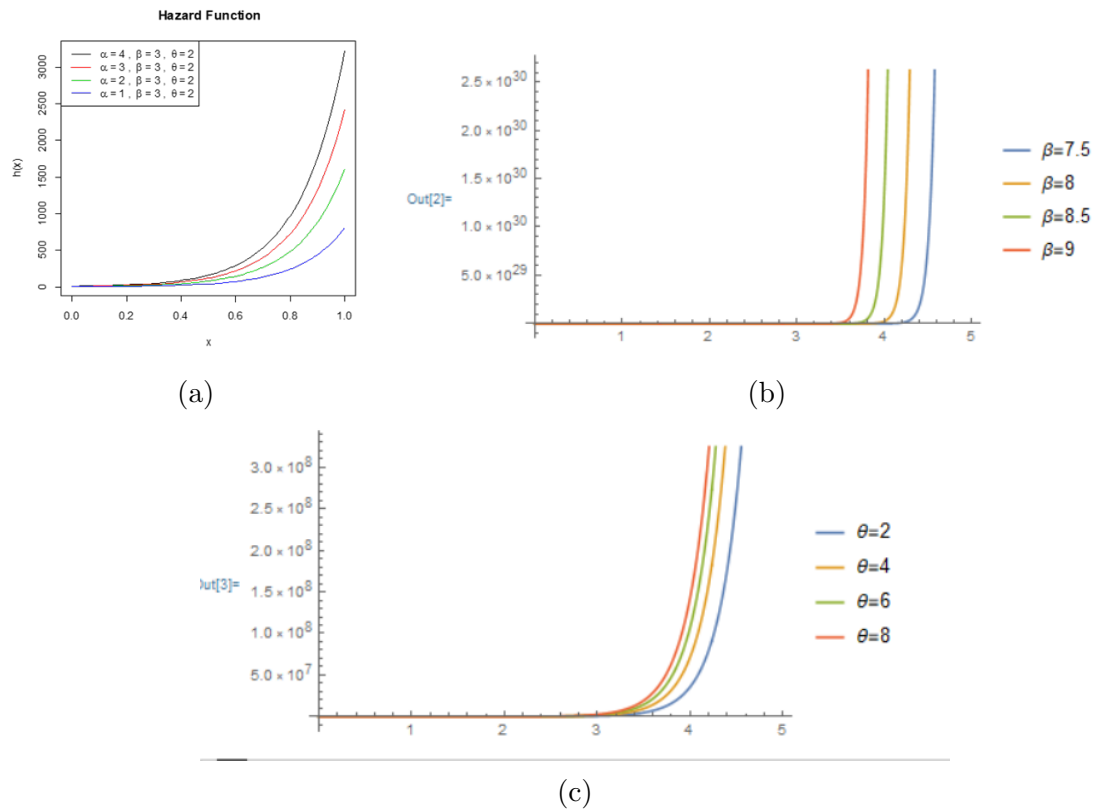 Hazard Function
α = 4 , β = 3 , θ = 2
α = 3 , β = 3 , θ = 2
α = 2 , β = 3 , θ = 2
α = 1 , β = 3 , θ = 2
h(x)
3000
2500
2000
1500
1000
500
0
0.0 0.2 0.4 0.6 0.8 1.0
x
(a)
Out[2]=
2.5 × 10^30
2.0 × 10^30
1.5 × 10^30
1.0 × 10^30
5.0 × 10^29
1 2 3 4 5
β=7.5
β=8
β=8.5
β=9
(b)
Out[3]=
3.0 × 10^8
2.5 × 10^8
2.0 × 10^8
1.5 × 10^8
1.0 × 10^8
5.0 × 10^7
1 2 3 4 5
θ=2
θ=4
θ=6
θ=8
(c)